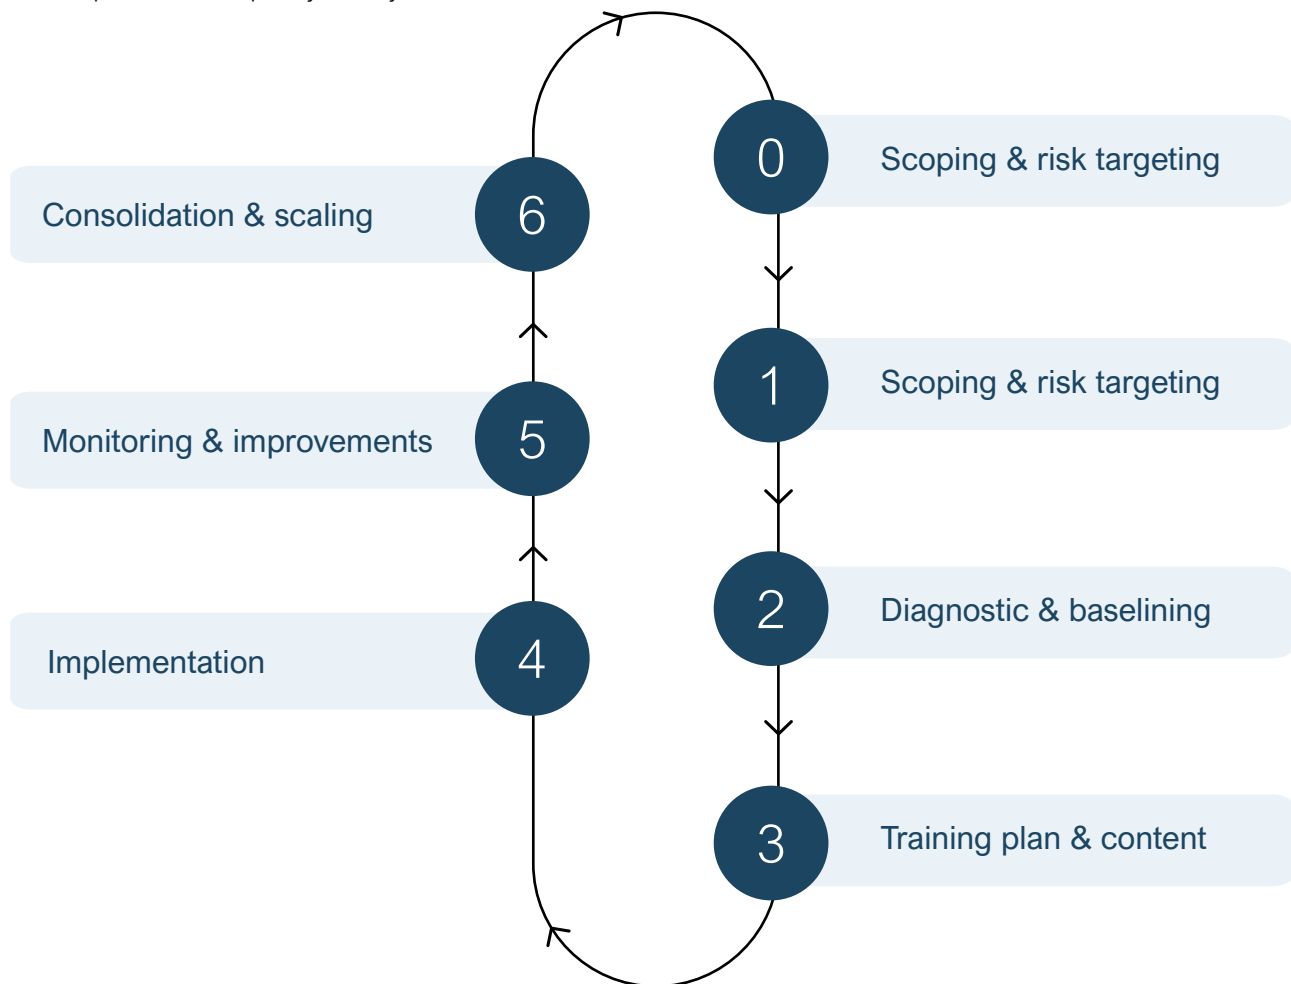 0
Scoping & risk targeting
1
Scoping & risk targeting
2
Diagnostic & baselining
3
Training plan & content
4
Implementation
5
Monitoring & improvements
6
Consolidation & scaling